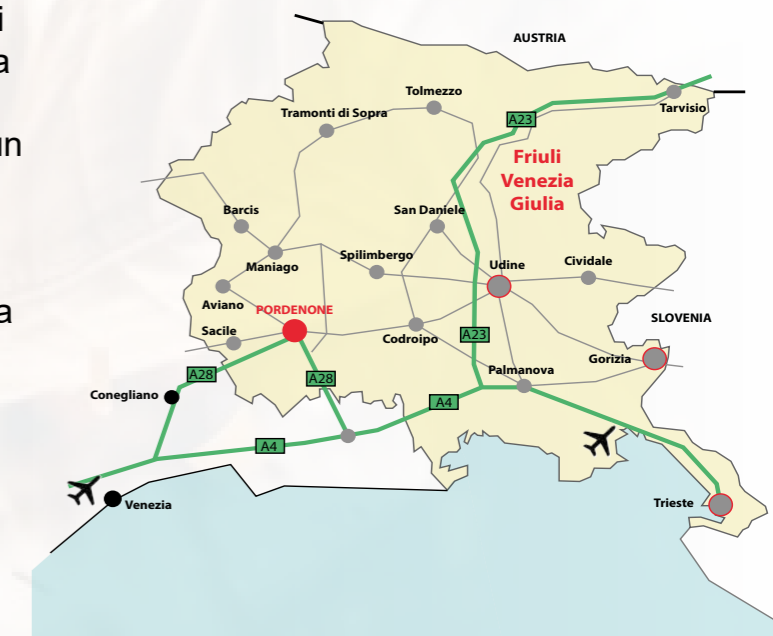 i
a
un
a
AUSTRIA
Tolmezzo
Tramonti di Sopra
A23
Tarvisio
Friuli
Venezia
Giulia
Barcis
San Daniele
Maniago
Spilimbergo
Udine
Cividale
Aviano
PORDENONE
SLOVENIA
Sacile
Codroipo
A23
Gorizia
A28
A28
Palmanova
Conegliano
A4
A4
Venezia
Trieste